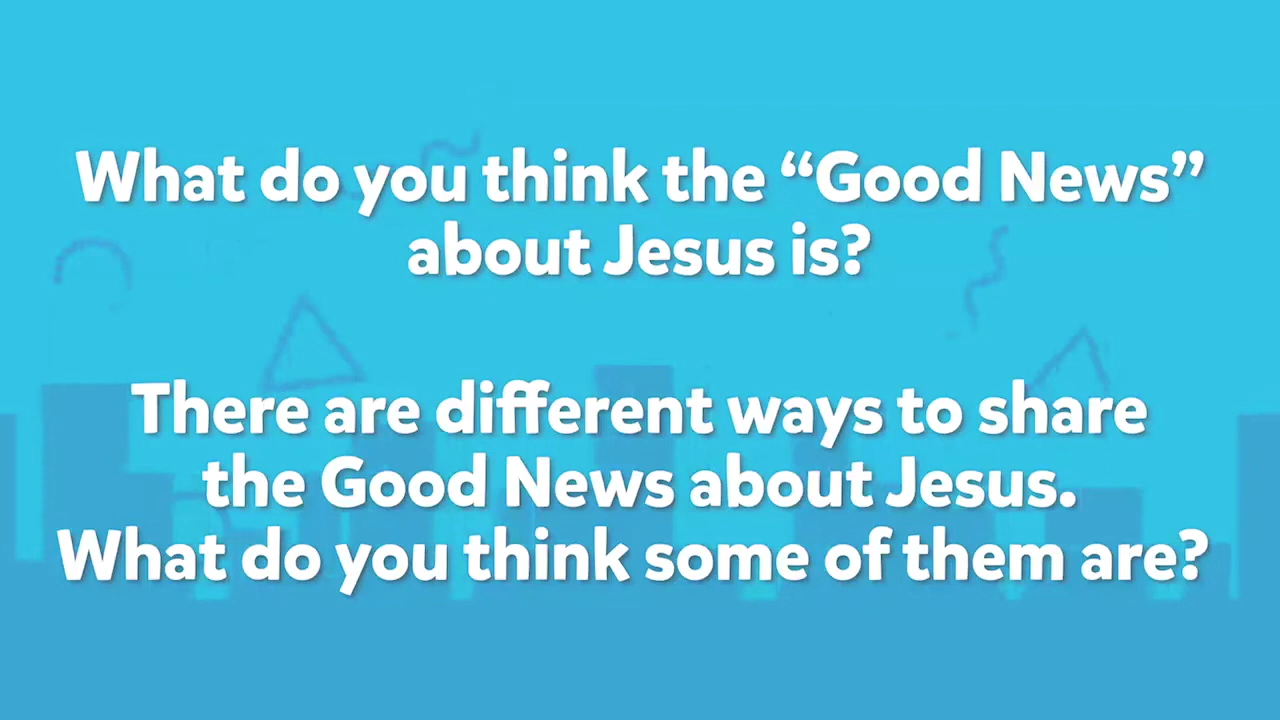 What do you think the “Good News”
about Jesus is?
There are different ways to share
the Good News about Jesus.
What do you think some of them are?